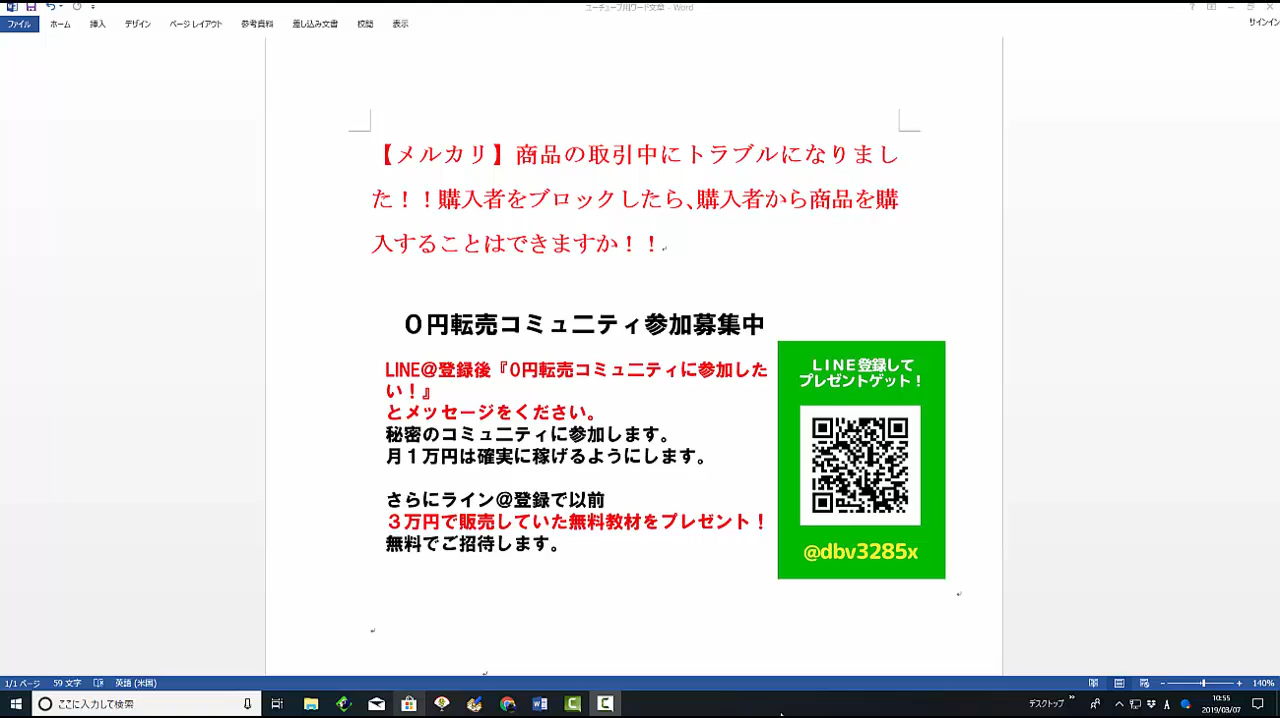 ユーチューブ用ワード文章 - Word
ファイル ホーム 挿入 デザイン ページ レイアウト 参考資料 差し込み文書 校閲 表示 サインイン
【メルカリ】商品の取引中にトラブルになりまし
た！！購入者をブロックしたら、購入者から商品を購
入することはできますか！！
０円転売コミュニティ参加募集中
LINE@登録後『0円転売コミュニティに参加した
い！』
とメッセージをください。
秘密のコミュニティに参加します。
月１万円は確実に稼げるようにします。
さらにライン@登録で以前
３万円で販売していた無料教材をプレゼント！
無料でご招待します。
ＬＩＮＥ登録して
プレゼントゲット！
@dbv3285x
1/1 ページ 59 文字 英語 (米国) 140%
ここに入力して検索 デスクトップ 10:55
2019/03/07